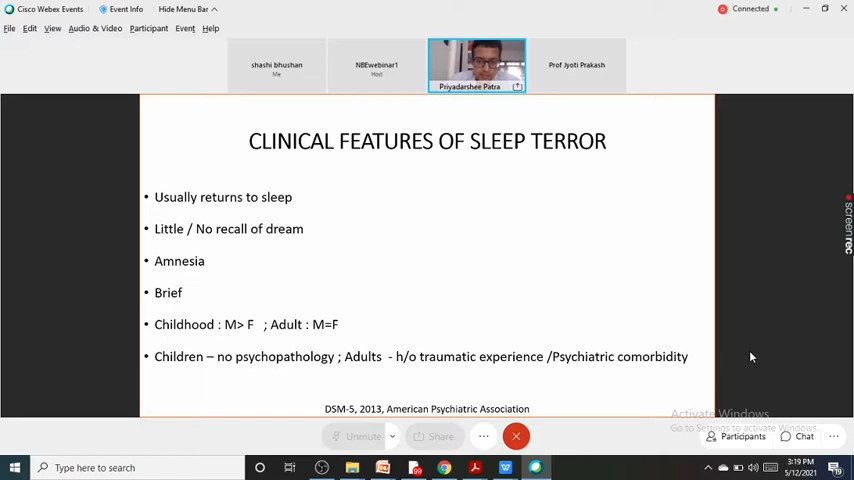 Cisco Webex Events Event Info Hide Menu Bar Connected
File Edit View Audio & Video Participant Event Help
shashi bhushan
Me
NBEwebinar1
Host
Priyadarshee Patra
Prof Jyoti Prakash
CLINICAL FEATURES OF SLEEP TERROR
• Usually returns to sleep
• Little / No recall of dream
• Amnesia
• Brief
• Childhood : M> F ; Adult : M=F
• Children – no psychopathology ; Adults - h/o traumatic experience /Psychiatric comorbidity
DSM-5, 2013, American Psychiatric Association
screenrec
Activate Windows
Go to Settings to activate Windows.
Unmute Share Participants Chat
Type here to search
99
3:19 PM
5/12/2021
19